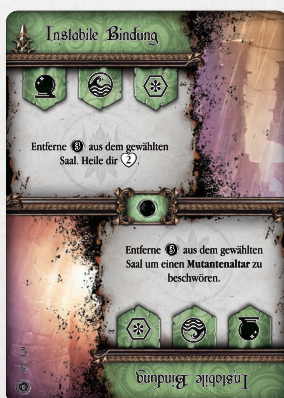 Instabile Bindung
Entferne aus dem gewählten
Saal. Heile dir 2.
Entferne aus dem gewählten
Saal um einen Mutantenaltar zu
beschwören.
Instabile Bindung